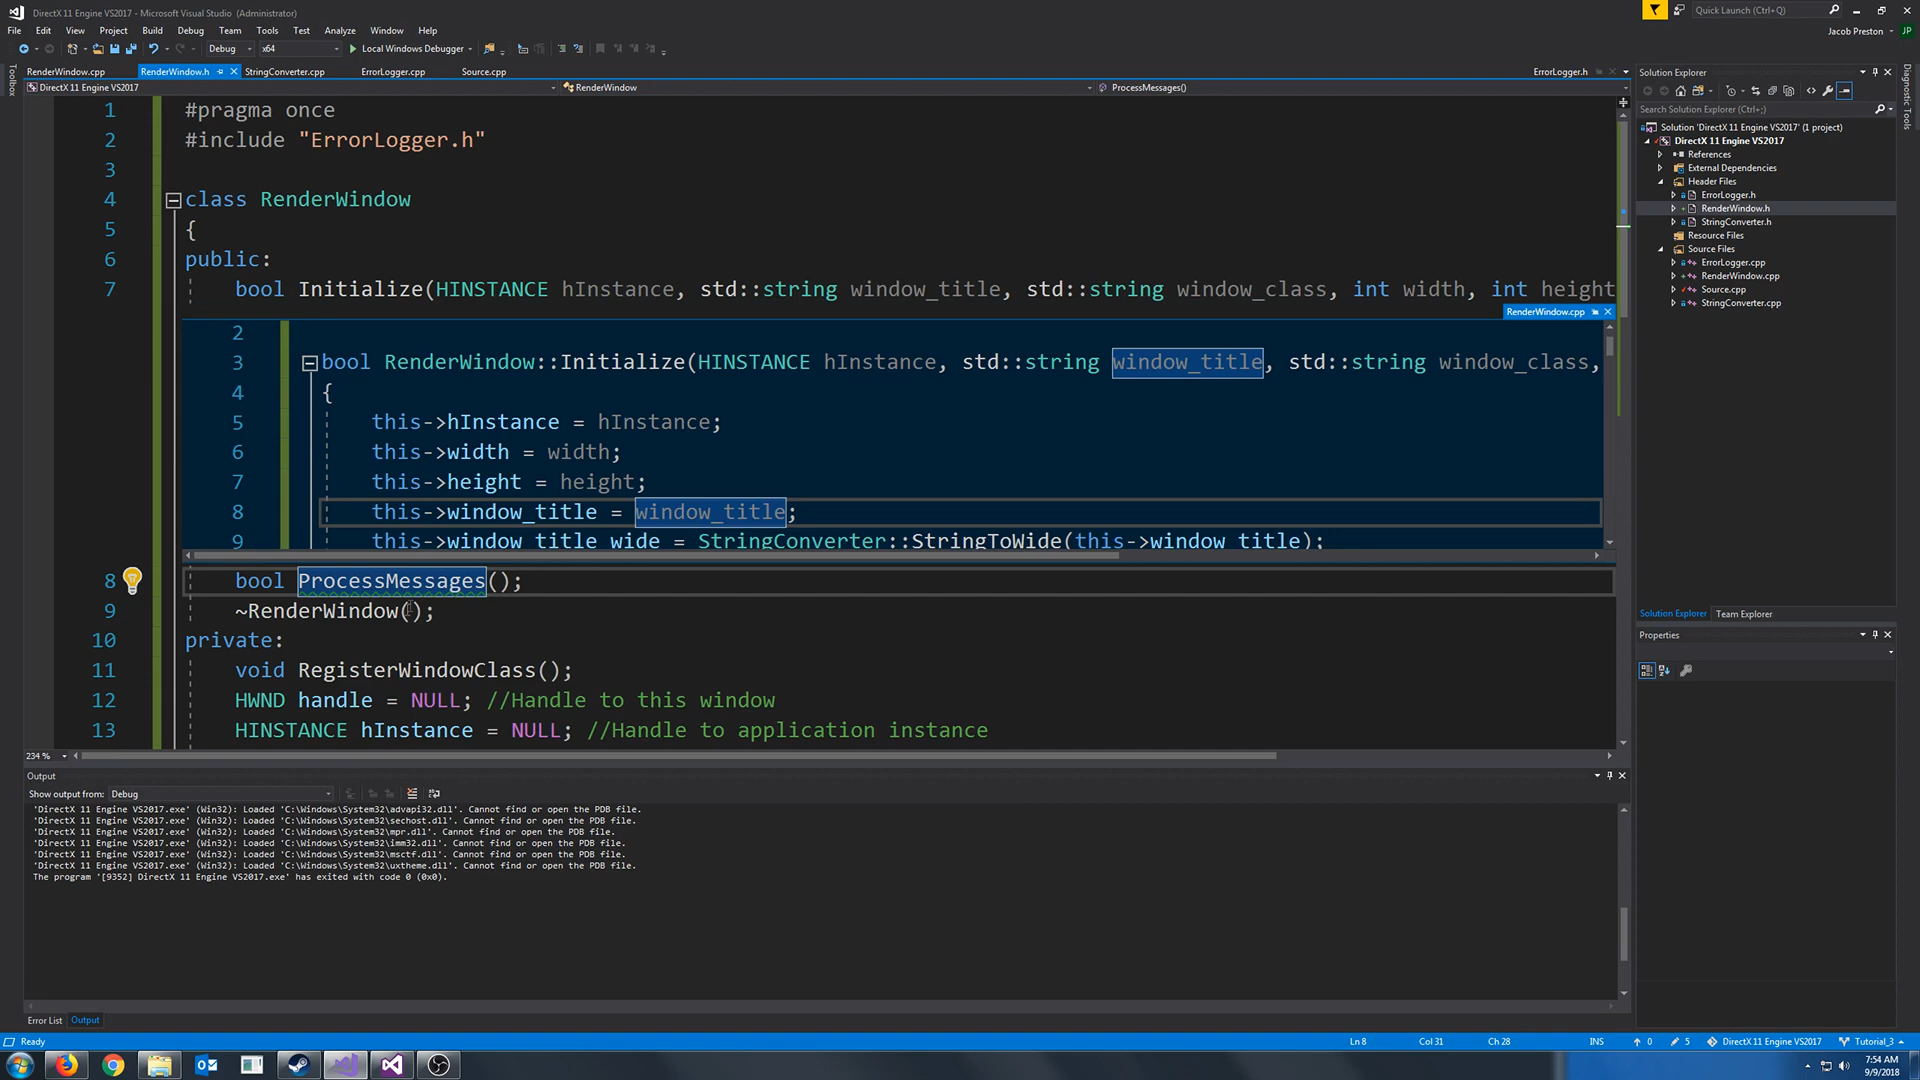 DirectX 11 Engine VS2017 - Microsoft Visual Studio (Administrator)
Quick Launch (Ctrl+Q)
File Edit View Project Build Debug Team Tools Test Analyze Window Help
Jacob Preston JP
Debug x64 Local Windows Debugger
RenderWindow.cpp RenderWindow.h StringConverter.cpp ErrorLogger.cpp Source.cpp ErrorLogger.h
DirectX 11 Engine VS2017 RenderWindow ProcessMessages()
Toolbox
1 #pragma once
2 #include "ErrorLogger.h"
3
4 class RenderWindow
5 {
6 public:
7 bool Initialize(HINSTANCE hInstance, std::string window_title, std::string window_class, int width, int height
RenderWindow.cpp
2
3 bool RenderWindow::Initialize(HINSTANCE hInstance, std::string window_title, std::string window_class,
4 {
5 this->hInstance = hInstance;
6 this->width = width;
7 this->height = height;
8 this->window_title = window_title;
9 this->window_title_wide = StringConverter::StringToWide(this->window_title);
8 bool ProcessMessages();
9 ~RenderWindow();
10 private:
11 void RegisterWindowClass();
12 HWND handle = NULL; //Handle to this window
13 HINSTANCE hInstance = NULL; //Handle to application instance
234 %
Output
Show output from: Debug
'DirectX 11 Engine VS2017.exe' (Win32): Loaded 'C:\Windows\System32\advapi32.dll'. Cannot find or open the PDB file.
'DirectX 11 Engine VS2017.exe' (Win32): Loaded 'C:\Windows\System32\sechost.dll'. Cannot find or open the PDB file.
'DirectX 11 Engine VS2017.exe' (Win32): Loaded 'C:\Windows\System32\mpr.dll'. Cannot find or open the PDB file.
'DirectX 11 Engine VS2017.exe' (Win32): Loaded 'C:\Windows\System32\imm32.dll'. Cannot find or open the PDB file.
'DirectX 11 Engine VS2017.exe' (Win32): Loaded 'C:\Windows\System32\msctf.dll'. Cannot find or open the PDB file.
'DirectX 11 Engine VS2017.exe' (Win32): Loaded 'C:\Windows\System32\uxtheme.dll'. Cannot find or open the PDB file.
The program '[9352] DirectX 11 Engine VS2017.exe' has exited with code 0 (0x0).
Error List Output
Solution Explorer
Search Solution Explorer (Ctrl+;)
Solution 'DirectX 11 Engine VS2017' (1 project)
DirectX 11 Engine VS2017
References
External Dependencies
Header Files
ErrorLogger.h
RenderWindow.h
StringConverter.h
Resource Files
Source Files
ErrorLogger.cpp
RenderWindow.cpp
Source.cpp
StringConverter.cpp
Solution Explorer Team Explorer
Properties
Diagnostic Tools
Ready Ln 8 Col 31 Ch 28 INS 0 5 DirectX 11 Engine VS2017 Tutorial_3
7:54 AM
9/9/2018